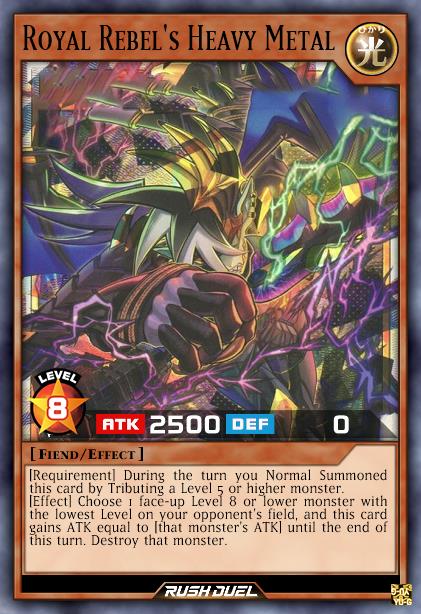 Royal Rebel's Heavy Metal
ひかり
光
LEVEL
8
ATK 2500 DEF 0
[Fiend/Effect]
[Requirement] During the turn you Normal Summoned
this card by Tributing a Level 5 or higher monster.
[Effect] Choose 1 face-up Level 8 or lower monster with
the lowest Level on your opponent's field, and this card
gains ATK equal to [that monster's ATK] until the end of
this turn. Destroy that monster.
RUSH DUEL